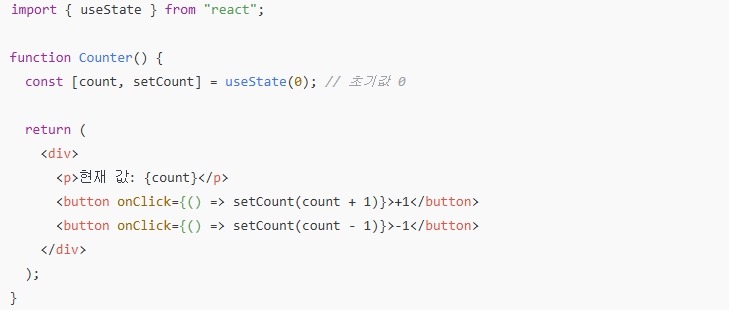 import { useState } from "react";

function Counter() {
  const [count, setCount] = useState(0); // 초기값 0

  return (
    <div>
      <p>현재 값: {count}</p>
      <button onClick={() => setCount(count + 1)}>+1</button>
      <button onClick={() => setCount(count - 1)}>-1</button>
    </div>
  );
}